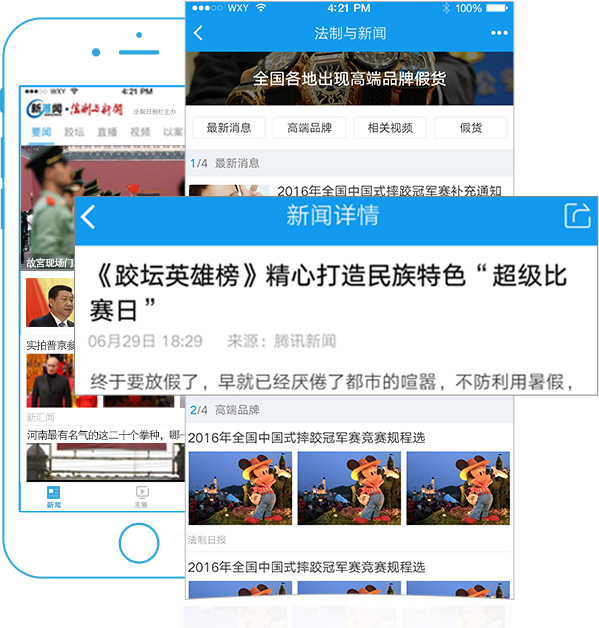 WXY 4:21 PM
新汇闻·法制与新闻 法制日报社主办
要闻 跤坛 直播 视频 以案
故宫现场门
实拍普京参
新汇闻
河南最有名气的这二十个拳种，哪一
新闻 直播
WXY 4:21 PM 100%
法制与新闻
全国各地出现高端品牌假货
最新消息 高端品牌 相关视频 假货
1/4 最新消息
2016年全国中国式摔跤冠军赛补充通知
新闻详情
《跤坛英雄榜》精心打造民族特色“超级比
赛日”
06月29日 18:29 来源：腾讯新闻
终于要放假了，早就已经厌倦了都市的喧嚣，不防利用暑假，
2/4 高端品牌
2016年全国中国式摔跤冠军赛竞赛规程选
法制日报
2016年全国中国式摔跤冠军赛竞赛规程选